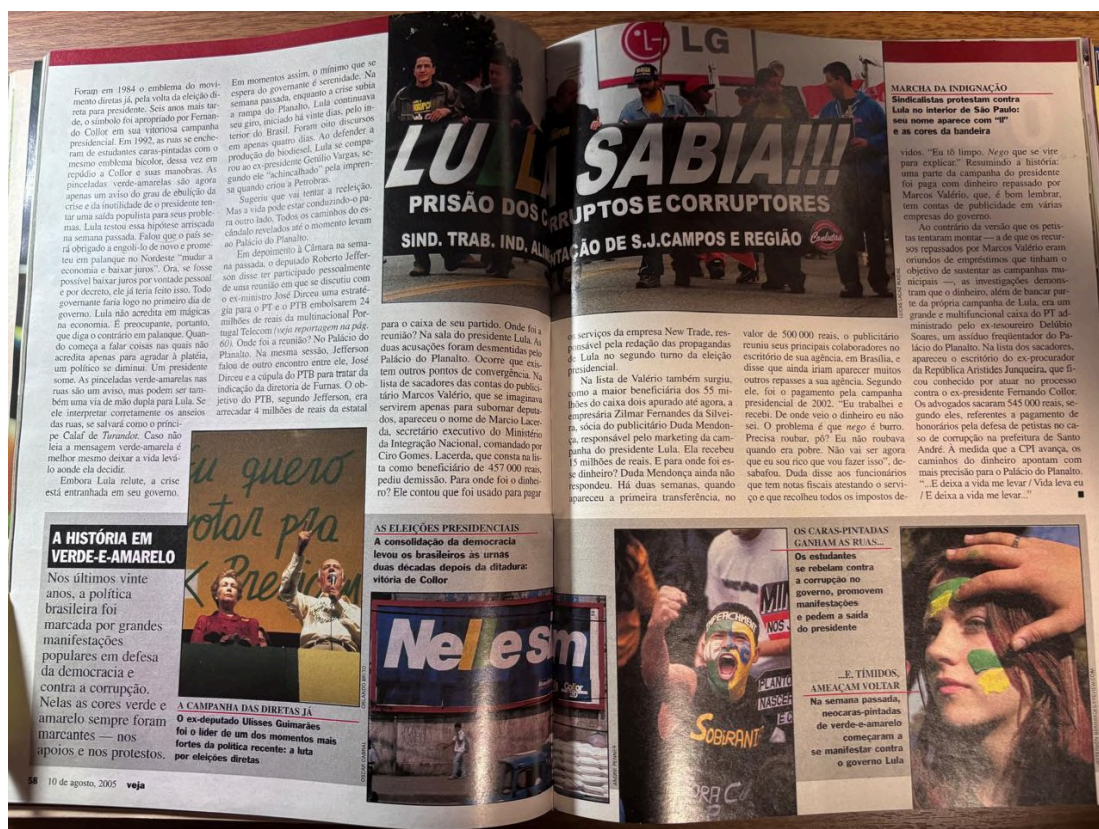 Foram em 1984 o emblema do movi-
mento diretas já, pela volta da eleição di-
reta para presidente. Seis anos mais tar-
de, o símbolo foi apropriado por Fernan-
do Collor em sua vitoriosa campanha
presidencial. Em 1992, as ruas se enche-
ram de estudantes caras-pintadas com o
mesmo emblema bicolor, dessa vez em
repúdio a Collor e suas manobras. As
pinceladas verde-amarelas são agora
apenas um aviso do grau de ebulição da
crise e da inutilidade de o presidente ten-
tar uma saída populista para seus proble-
mas. Lula testou essa hipótese arriscada
na semana passada. Falou que o país se-
rá obrigado a engoli-lo de novo e prome-
teu em palanque no Nordeste "mudar a
economia e baixar juros". Ora, se fosse
possível baixar juros por vontade pessoal
e por decreto, ele já teria feito isso. Todo
governante faria logo no primeiro dia de
governo. Lula não acredita em mágicas
na economia. É preocupante, portanto,
que diga o contrário em palanque. Quan-
do começa a falar coisas nas quais não
acredita apenas para agradar à platéia,
um político se diminui. Um presidente
some. As pinceladas verde-amarelas nas
ruas são um aviso, mas podem ser tam-
bém uma via de mão dupla para Lula. Se
ele interpretar corretamente os anseios
das ruas, se salvará como o prínci-
pe Calaf de Turandot. Caso não
leia a mensagem verde-amarela é
melhor mesmo deixar a vida levá-
lo aonde ela decidir.
Embora Lula relute, a crise
está entranhada em seu governo.
Em momentos assim, o mínimo que se
espera do governante é serenidade. Na
semana passada, enquanto a crise subia
a rampa do Planalto, Lula continuava
seu giro, iniciado há vinte dias, pelo in-
terior do Brasil. Foram oito discursos
em apenas quatro dias. Ao defender a
produção do biodiesel, Lula se compa-
rou ao ex-presidente Getúlio Vargas, se-
gundo ele "achincalhado" pela impren-
sa quando criou a Petrobras.
Sugeriu que vai tentar a reeleição.
Mas a vida pode estar conduzindo-o pa-
ra outro lado. Todos os caminhos do es-
cândalo revelados até o momento levam
ao Palácio do Planalto.
Em depoimento à Câmara na sema-
na passada, o deputado Roberto Jeffer-
son disse ter participado pessoalmente
de uma reunião em que se discutiu com
o ex-ministro José Dirceu uma estraté-
gia para o PT e o PTB embolsarem 24
milhões de reais da multinacional Por-
tugal Telecom (veja reportagem na pág.
60). Onde foi a reunião? No Palácio do
Planalto. Na mesma sessão, Jefferson
falou de outro encontro entre ele, José
Dirceu e a cúpula do PTB para tratar da
indicação da diretoria de Furnas. O ob-
jetivo do PTB, segundo Jefferson, era
arrecadar 4 milhões de reais da estatal
para o caixa de seu partido. Onde foi a
reunião? Na sala do presidente Lula. As
duas acusações foram desmentidas pelo
Palácio do Planalto. Ocorre que exis-
tem outros pontos de convergência. Na
lista de sacadores das contas do publici-
tário Marcos Valério, que se imaginava
servirem apenas para subornar deputa-
dos, apareceu o nome de Marcio Lacer-
da, secretário executivo do Ministério
da Integração Nacional, comandado por
Ciro Gomes. Lacerda, que consta na lis-
ta como beneficiário de 457 000 reais,
pediu demissão. Para onde foi o dinhei-
ro? Ele contou que foi usado para pagar
LG
LULLA SABIA!!!
PRISÃO DOS CORRUPTOS E CORRUPTORES
SIND. TRAB. IND. ALIMENTAÇÃO DE S.J.CAMPOS E REGIÃO
Conlutas
os serviços da empresa New Trade, res-
ponsável pela redação das propagandas
de Lula no segundo turno da eleição
presidencial.
Na lista de Valério também surgiu,
como a maior beneficiária dos 55 mi-
lhões do caixa dois apurado até agora, a
empresária Zilmar Fernandes da Silvei-
ra, sócia do publicitário Duda Mendon-
ça, responsável pelo marketing da cam-
panha do presidente Lula. Ela recebeu
15 milhões de reais. E para onde foi es-
se dinheiro? Duda Mendonça ainda não
respondeu. Há duas semanas, quando
apareceu a primeira transferência, no
valor de 500 000 reais, o publicitário
reuniu seus principais colaboradores no
escritório de sua agência, em Brasília, e
disse que ainda iriam aparecer muitos
outros repasses a sua agência. Segundo
ele, foi o pagamento pela campanha
presidencial de 2002. "Eu trabalhei e
recebi. De onde veio o dinheiro eu não
sei. O problema é que nego é burro.
Precisa roubar, pô? Eu não roubava
quando era pobre. Não vai ser agora
que eu sou rico que vou fazer isso", de-
sabafou. Duda disse aos funcionários
que tem notas fiscais atestando o servi-
ço e que recolheu todos os impostos de-
MARCHA DA INDIGNAÇÃO
Sindicalistas protestam contra
Lula no interior de São Paulo:
seu nome aparece com "ll"
e as cores da bandeira
vidos. "Eu tô limpo. Nego que se vire
para explicar." Resumindo a história:
uma parte da campanha do presidente
foi paga com dinheiro repassado por
Marcos Valério, que, é bom lembrar,
tem contas de publicidade em várias
empresas do governo.
Ao contrário da versão que os petis-
tas tentaram montar — a de que os recur-
sos repassados por Marcos Valério eram
oriundos de empréstimos que tinham o
objetivo de sustentar as campanhas mu-
nicipais —, as investigações demons-
tram que o dinheiro, além de bancar par-
te da própria campanha de Lula, era um
grande e multifuncional caixa do PT ad-
ministrado pelo ex-tesoureiro Delúbio
Soares, um assíduo freqüentador do Pa-
lácio do Planalto. Na lista dos sacadores,
apareceu o escritório do ex-procurador
da República Aristides Junqueira, que fi-
cou conhecido por atuar no processo
contra o ex-presidente Fernando Collor.
Os advogados sacaram 545 000 reais, se-
gundo eles, referentes a pagamento de
honorários pela defesa de petistas no ca-
so de corrupção na prefeitura de Santo
André. À medida que a CPI avança, os
caminhos do dinheiro apontam com
mais precisão para o Palácio do Planalto.
"...E deixa a vida me levar / Vida leva eu
/ E deixa a vida me levar..."
A HISTÓRIA EM
VERDE-E-AMARELO
Nos últimos vinte
anos, a política
brasileira foi
marcada por grandes
manifestações
populares em defesa
da democracia e
contra a corrupção.
Nelas as cores verde e
amarelo sempre foram
marcantes — nos
apoios e nos protestos.
Eu quero
votar pra
A CAMPANHA DAS DIRETAS JÁ
O ex-deputado Ulisses Guimarães
foi o líder de um dos momentos mais
fortes da política recente: a luta
por eleições diretas
OSCAR CABRAL
AS ELEIÇÕES PRESIDENCIAIS
A consolidação da democracia
levou os brasileiros às urnas
duas décadas depois da ditadura:
vitória de Collor
ORLANDO BRITO
Nele sim
Collor
IMPEACHMENT
NOS
PLANTO
NASCER
SOBIRANT
OS CARAS-PINTADAS
GANHAM AS RUAS...
Os estudantes
se rebelam contra
a corrupção no
governo, promovem
manifestações
e pedem a saída
do presidente
...E, TÍMIDOS,
AMEAÇAM VOLTAR
Na semana passada,
neocaras-pintadas
de verde-e-amarelo
começaram a
se manifestar contra
o governo Lula
58 10 de agosto, 2005 veja